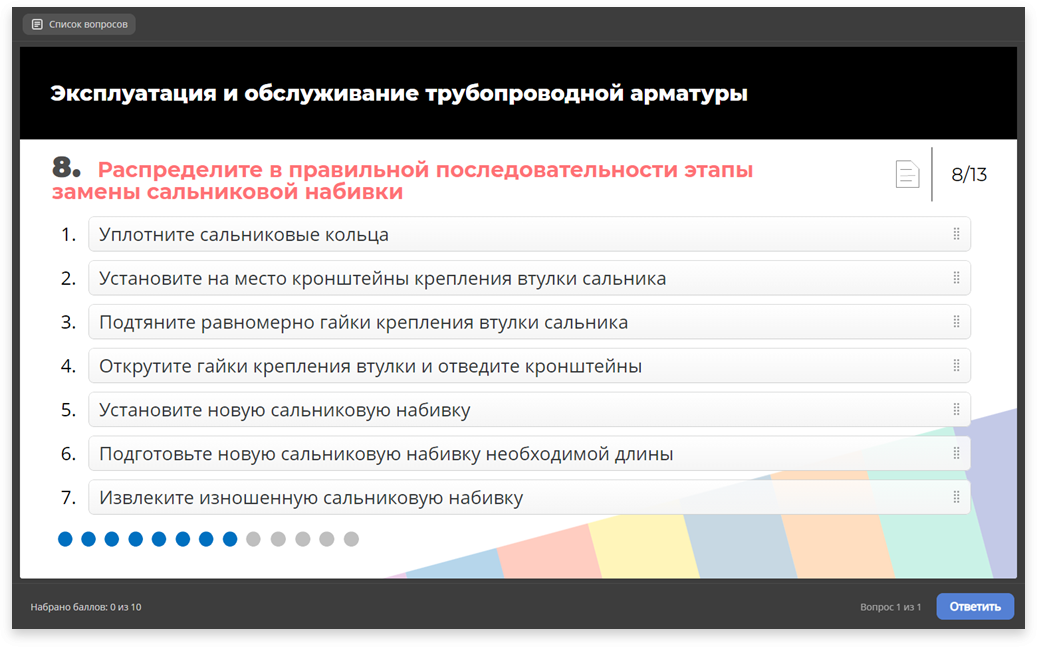 Список вопросов
Эксплуатация и обслуживание трубопроводной арматуры
8. Распределите в правильной последовательности этапы
замены сальниковой набивки
8/13
1. Уплотните сальниковые кольца
2. Установите на место кронштейны крепления втулки сальника
3. Подтяните равномерно гайки крепления втулки сальника
4. Открутите гайки крепления втулки и отведите кронштейны
5. Установите новую сальниковую набивку
6. Подготовьте новую сальниковую набивку необходимой длины
7. Извлеките изношенную сальниковую набивку
Набрано баллов: 0 из 10
Вопрос 1 из 1
Ответить